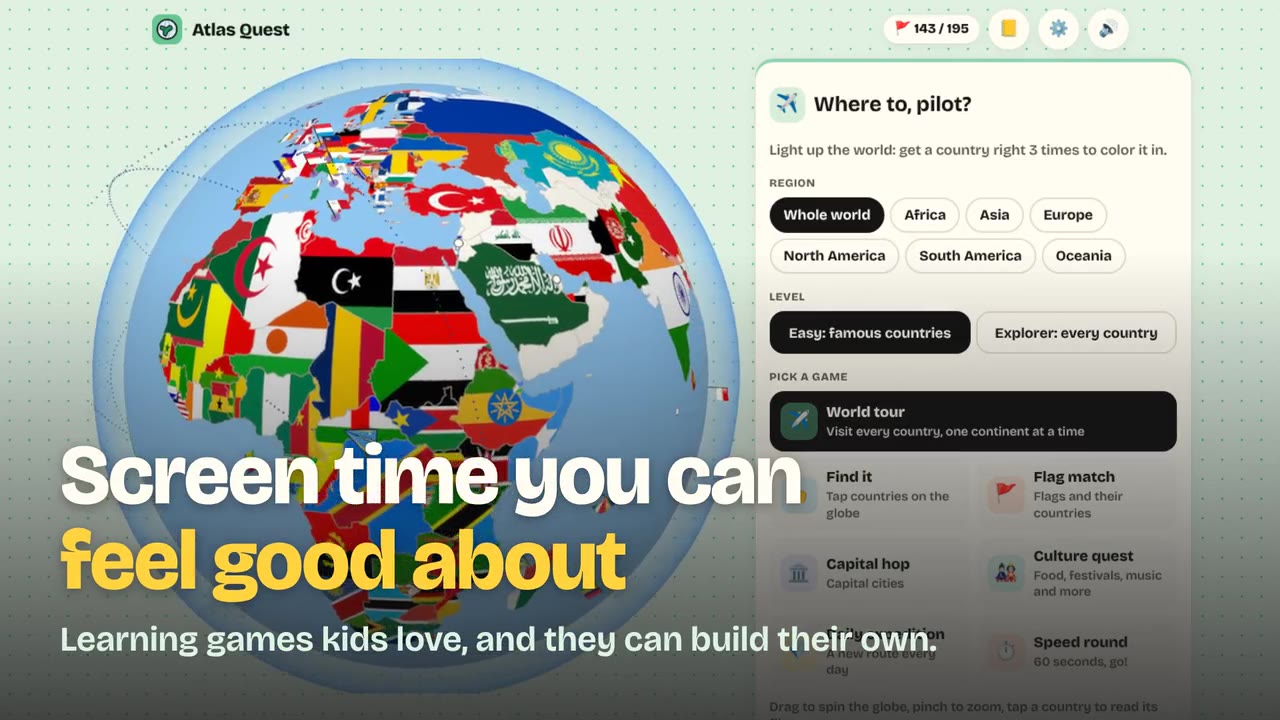 Atlas Quest
143 / 195
Where to, pilot?
Light up the world: get a country right 3 times to color it in.
REGION
Whole world
Africa
Asia
Europe
North America
South America
Oceania
LEVEL
Easy: famous countries
Explorer: every country
PICK A GAME
World tour
Visit every country, one continent at a time
Find it
Tap countries on the
globe
Flag match
Flags and their
countries
Capital hop
Capital cities
Culture quest
Food, festivals, music
and more
A new route every
day
Speed round
60 seconds, go!
Drag to spin the globe, pinch to zoom, tap a country to read its
Screen time you can
feel good about
Learning games kids love, and they can build their own.